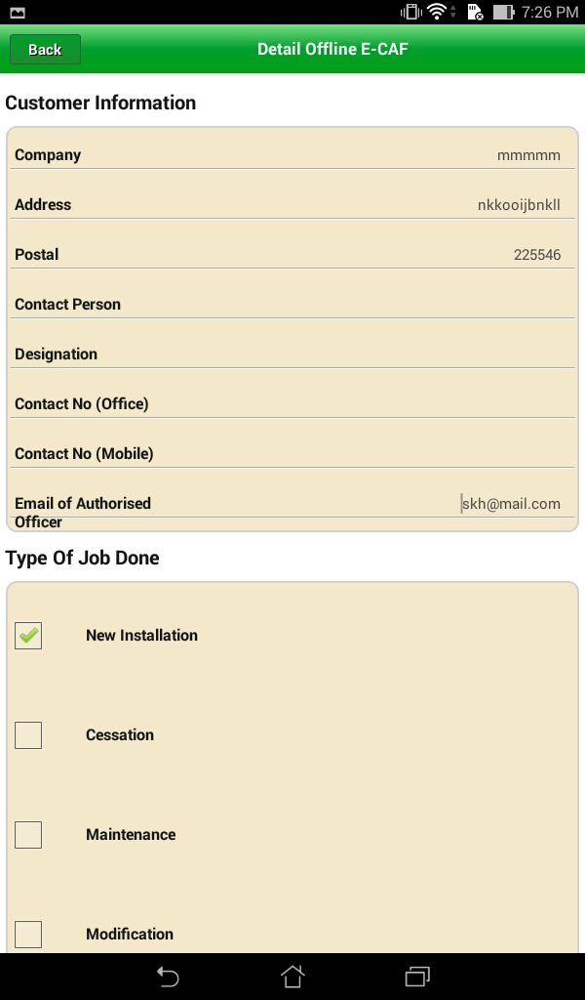 7:26 PM
Back
Detail Offline E-CAF
Customer Information
Company mmmmm
Address nkkooijbnkll
Postal 225546
Contact Person
Designation
Contact No (Office)
Contact No (Mobile)
Email of Authorised Officer skh@mail.com
Type Of Job Done
New Installation
Cessation
Maintenance
Modification